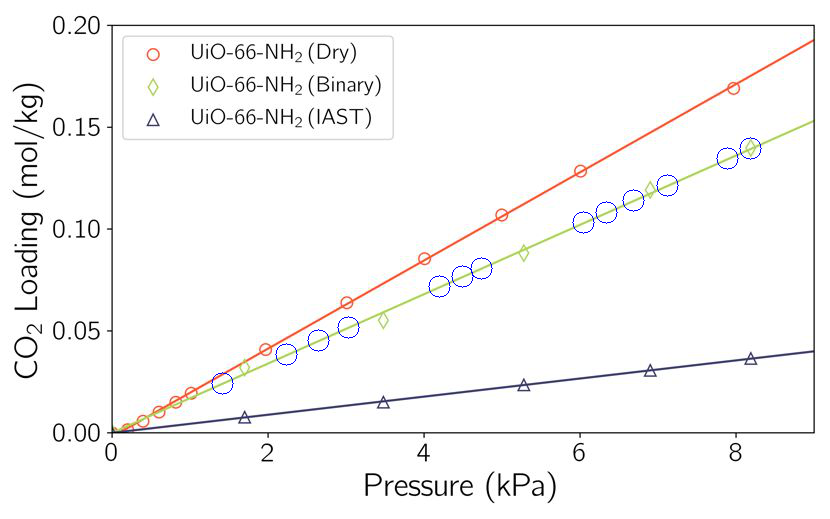 0.20
0.15
0.10
0.05
0.00
CO₂ Loading (mol/kg)
UiO-66-NH₂ (Dry)
UiO-66-NH₂ (Binary)
UiO-66-NH₂ (IAST)
0 2 4 6 8
Pressure (kPa)